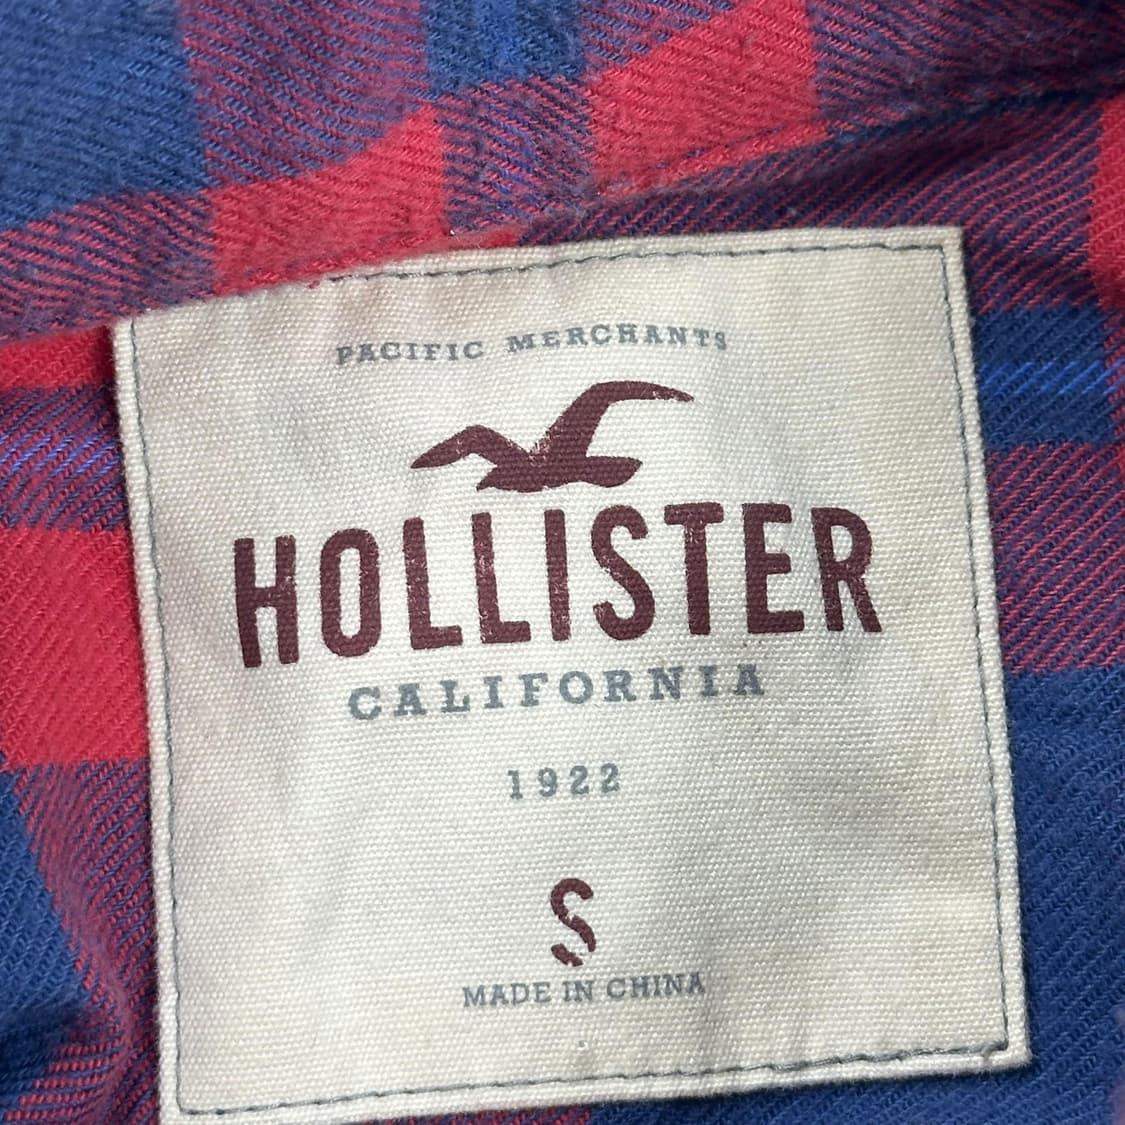 PACIFIC MERCHANTS
HOLLISTER
CALIFORNIA
1922
S
MADE IN CHINA